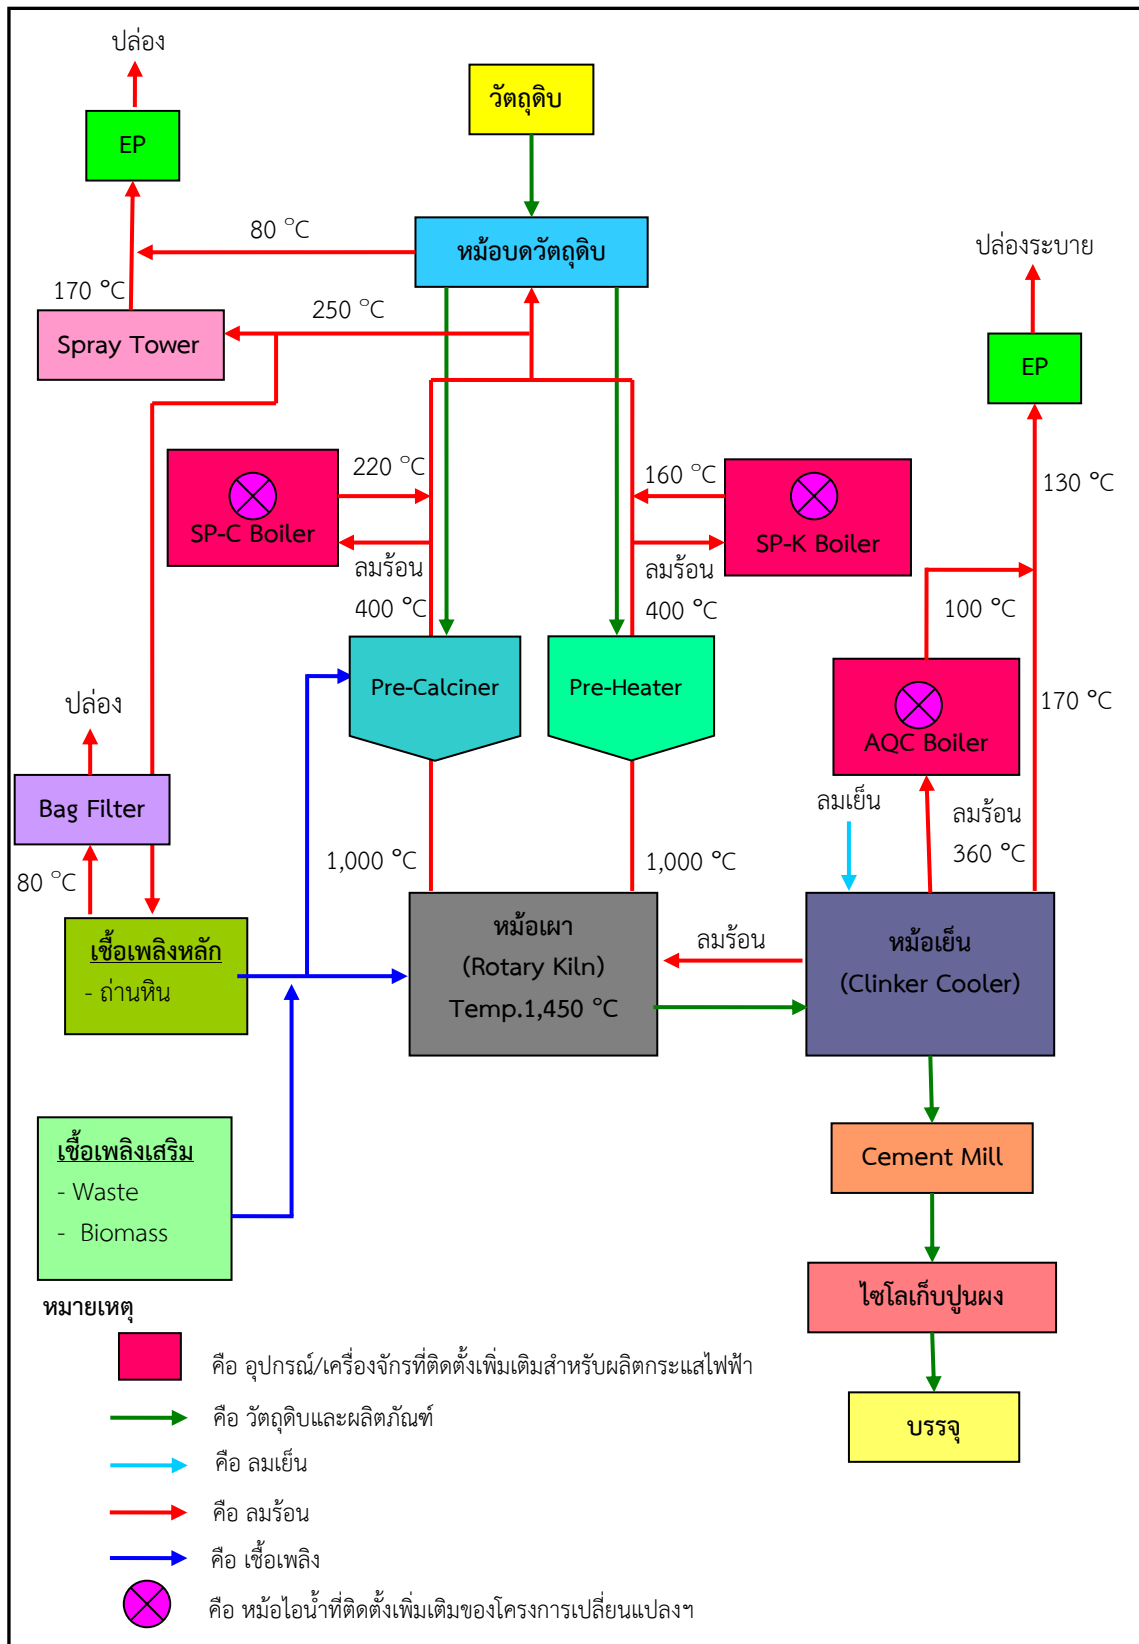 ปล่อง
วัตถุดิบ
EP
80 °C
หม้อบดวัตถุดิบ
ปล่องระบาย
170 °C
250 °C
Spray Tower
EP
220 °C
160 °C
130 °C
SP-C Boiler
SP-K Boiler
ลมร้อน
400 °C
ลมร้อน
400 °C
100 °C
Pre-Calciner
Pre-Heater
ปล่อง
170 °C
AQC Boiler
Bag Filter
ลมเย็น
ลมร้อน
360 °C
1,000 °C
1,000 °C
80 °C
เชื้อเพลิงหลัก
- ถ่านหิน
หม้อเผา
(Rotary Kiln)
Temp.1,450 °C
ลมร้อน
หม้อเย็น
(Clinker Cooler)
เชื้อเพลิงเสริม
- Waste
- Biomass
Cement Mill
ไซโลเก็บปูนผง
บรรจุ
หมายเหตุ
คือ อุปกรณ์/เครื่องจักรที่ติดตั้งเพิ่มเติมสำหรับผลิตกระแสไฟฟ้า
คือ วัตถุดิบและผลิตภัณฑ์
คือ ลมเย็น
คือ ลมร้อน
คือ เชื้อเพลิง
คือ หม้อไอน้ำที่ติดตั้งเพิ่มเติมของโครงการเปลี่ยนแปลงฯ